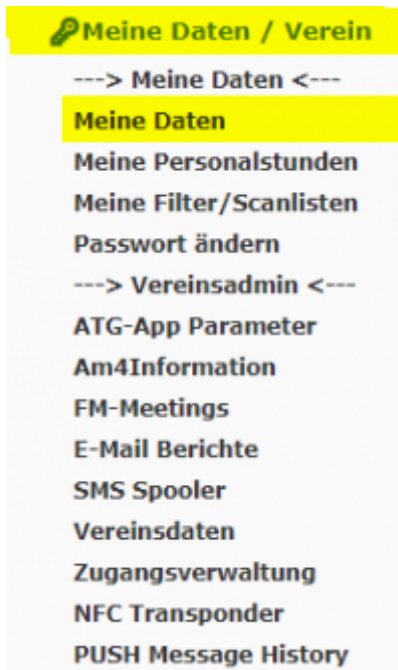 Meine Daten / Verein
---> Meine Daten <---
Meine Daten
Meine Personalstunden
Meine Filter/Scanlisten
Passwort ändern
---> Vereinsadmin <---
ATG-App Parameter
Am4Information
FM-Meetings
E-Mail Berichte
SMS Spooler
Vereinsdaten
Zugangsverwaltung
NFC Transponder
PUSH Message History